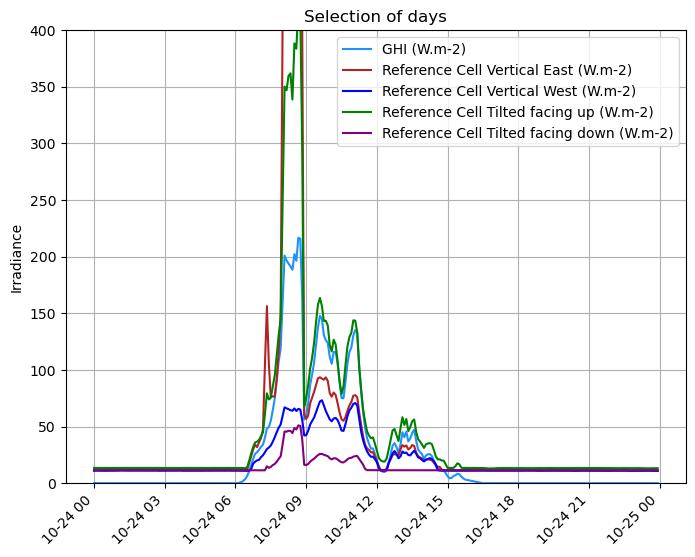 Selection of days
GHI (W.m-2)
Reference Cell Vertical East (W.m-2)
Reference Cell Vertical West (W.m-2)
Reference Cell Tilted facing up (W.m-2)
Reference Cell Tilted facing down (W.m-2)
Irradiance
400
350
300
250
200
150
100
50
0
10-24 00
10-24 03
10-24 06
10-24 09
10-24 12
10-24 15
10-24 18
10-24 21
10-25 00